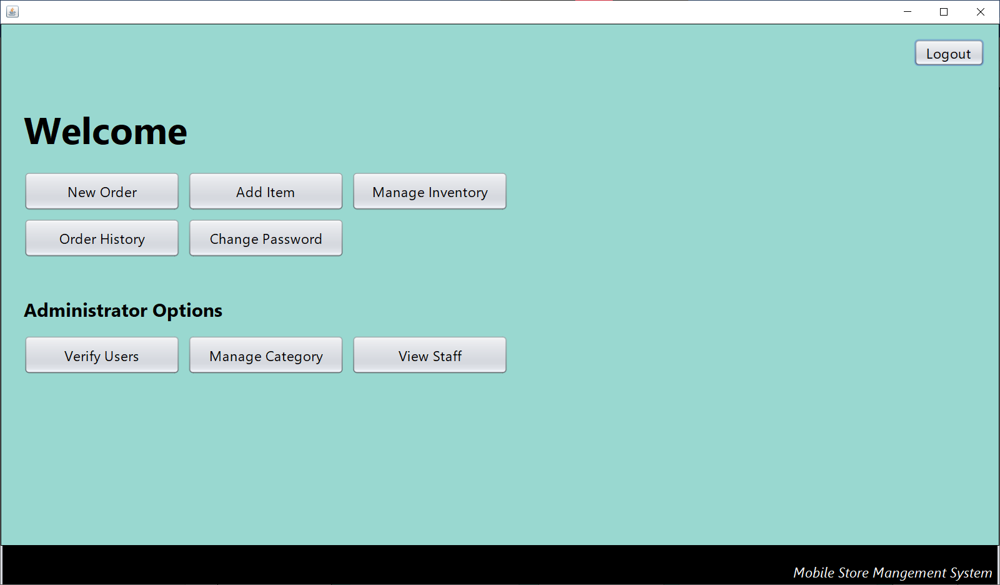 Logout
Welcome
New Order Add Item Manage Inventory
Order History Change Password
Administrator Options
Verify Users Manage Category View Staff
Mobile Store Mangement System